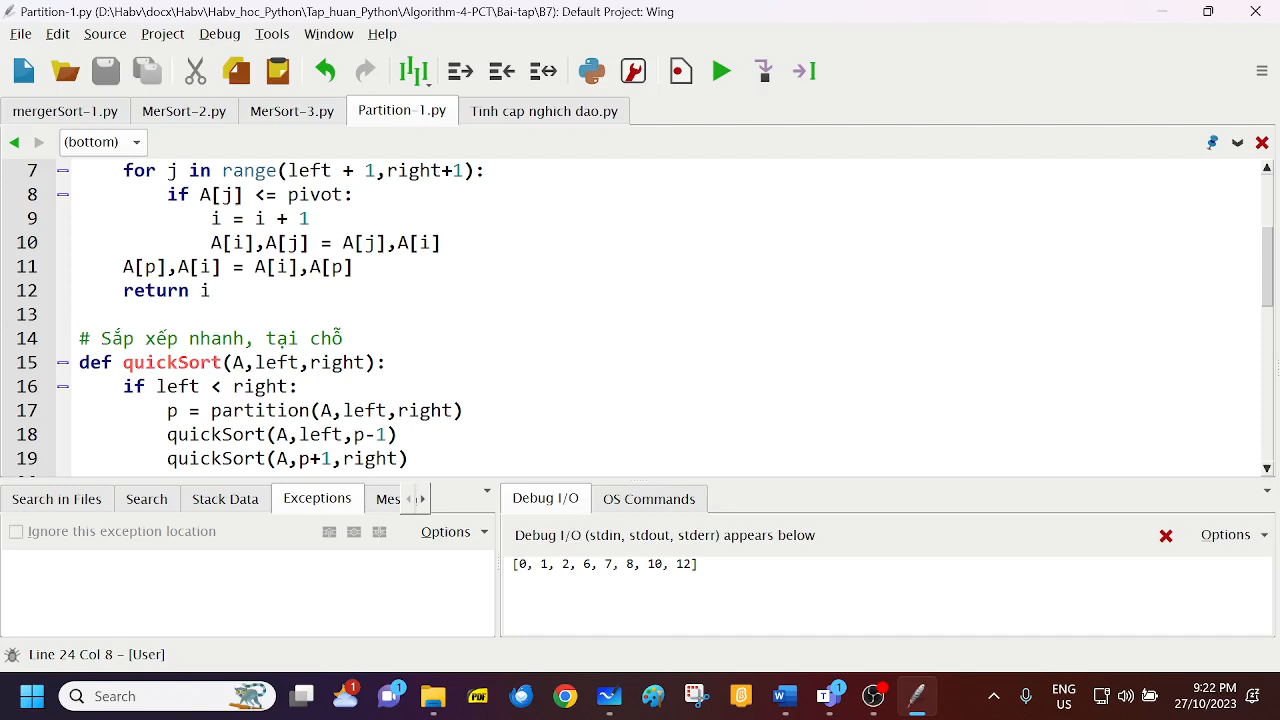 Partition-1.py (D:\Habv\docx\Habv\Habv_hoc_Python\Tap_huan_Python\Algorithm-4-PCT\Bai-tap\B7): Default Project: Wing
File Edit Source Project Debug Tools Window Help
mergerSort-1.py MerSort-2.py MerSort-3.py Partition-1.py Tinh cap nghich dao.py
(bottom)
7 for j in range(left + 1,right+1):
8 if A[j] <= pivot:
9 i = i + 1
10 A[i],A[j] = A[j],A[i]
11 A[p],A[i] = A[i],A[p]
12 return i
13
14 # Sắp xếp nhanh, tại chỗ
15 def quickSort(A,left,right):
16 if left < right:
17 p = partition(A,left,right)
18 quickSort(A,left,p-1)
19 quickSort(A,p+1,right)
Search in Files Search Stack Data Exceptions Mes
Ignore this exception location Options
Debug I/O OS Commands
Debug I/O (stdin, stdout, stderr) appears below Options
[0, 1, 2, 6, 7, 8, 10, 12]
Line 24 Col 8 – [User]
Search
1
1
PDF
1
ENG
US
9:22 PM
27/10/2023